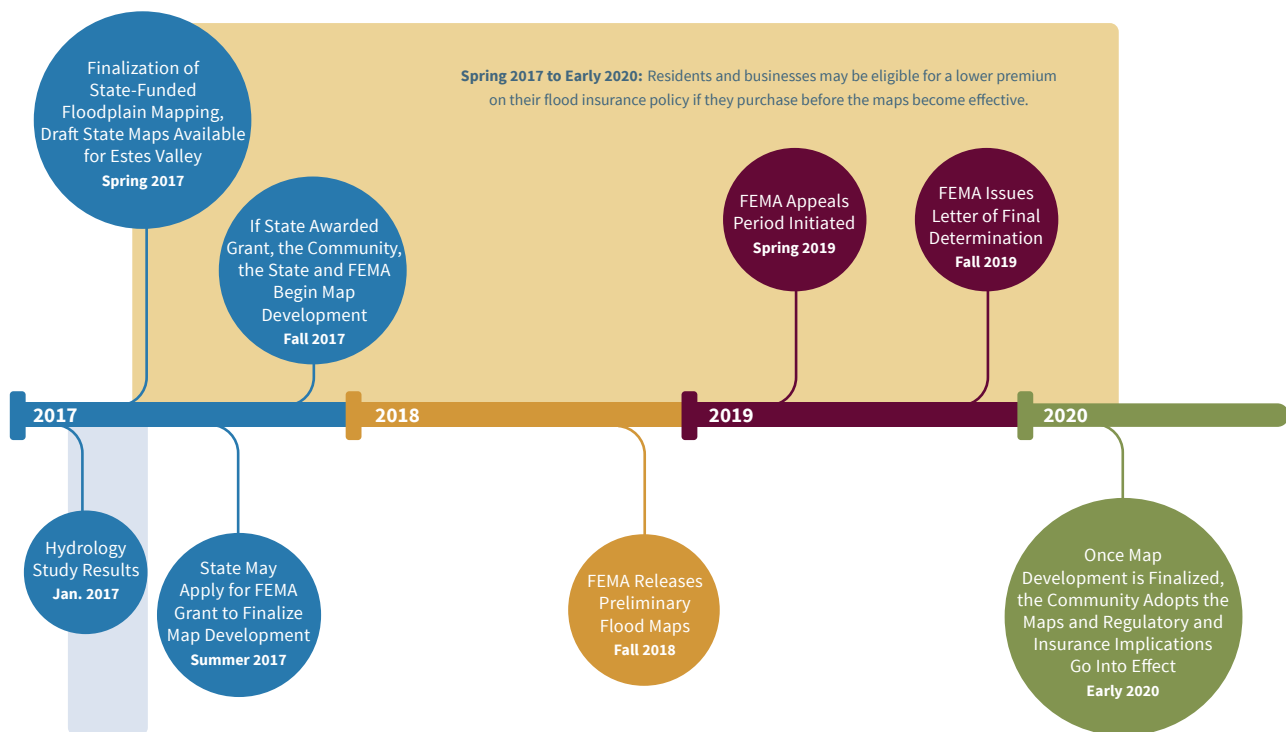 Finalization of
State-Funded
Floodplain Mapping,
Draft State Maps Available
for Estes Valley
Spring 2017
Spring 2017 to Early 2020: Residents and businesses may be eligible for a lower premium
on their flood insurance policy if they purchase before the maps become effective.
If State Awarded
Grant, the Community,
the State and FEMA
Begin Map
Development
Fall 2017
FEMA Appeals
Period Initiated
Spring 2019
FEMA Issues
Letter of Final
Determination
Fall 2019
2017
2018
2019
2020
Hydrology
Study Results
Jan. 2017
State May
Apply for FEMA
Grant to Finalize
Map Development
Summer 2017
FEMA Releases
Preliminary
Flood Maps
Fall 2018
Once Map
Development is Finalized,
the Community Adopts the
Maps and Regulatory and
Insurance Implications
Go Into Effect
Early 2020